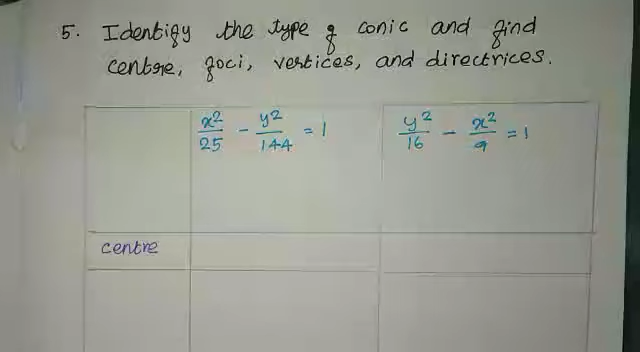 5. Identify the type of conic and find
centre, foci, vertices, and directrices.
x²/25 - y²/144 = 1
y²/16 - x²/9 = 1
centre